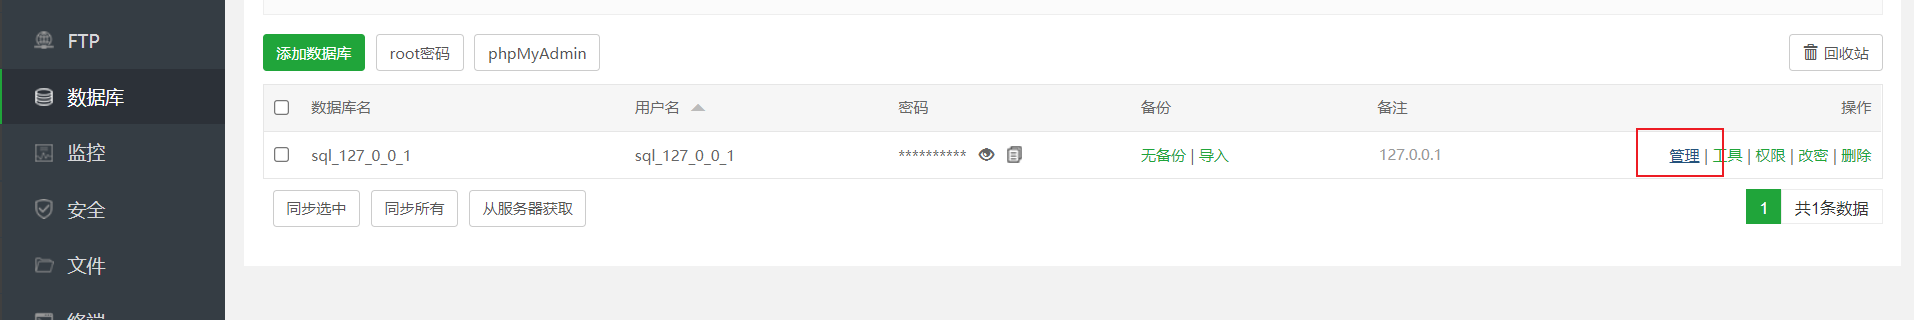 FTP
数据库
监控
安全
文件
终端
添加数据库 root密码 phpMyAdmin 回收站
数据库名 用户名 密码 备份 备注 操作
sql_127_0_0_1 sql_127_0_0_1 ********** 无备份 | 导入 127.0.0.1 管理 | 工具 | 权限 | 改密 | 删除
同步选中 同步所有 从服务器获取 1 共1条数据